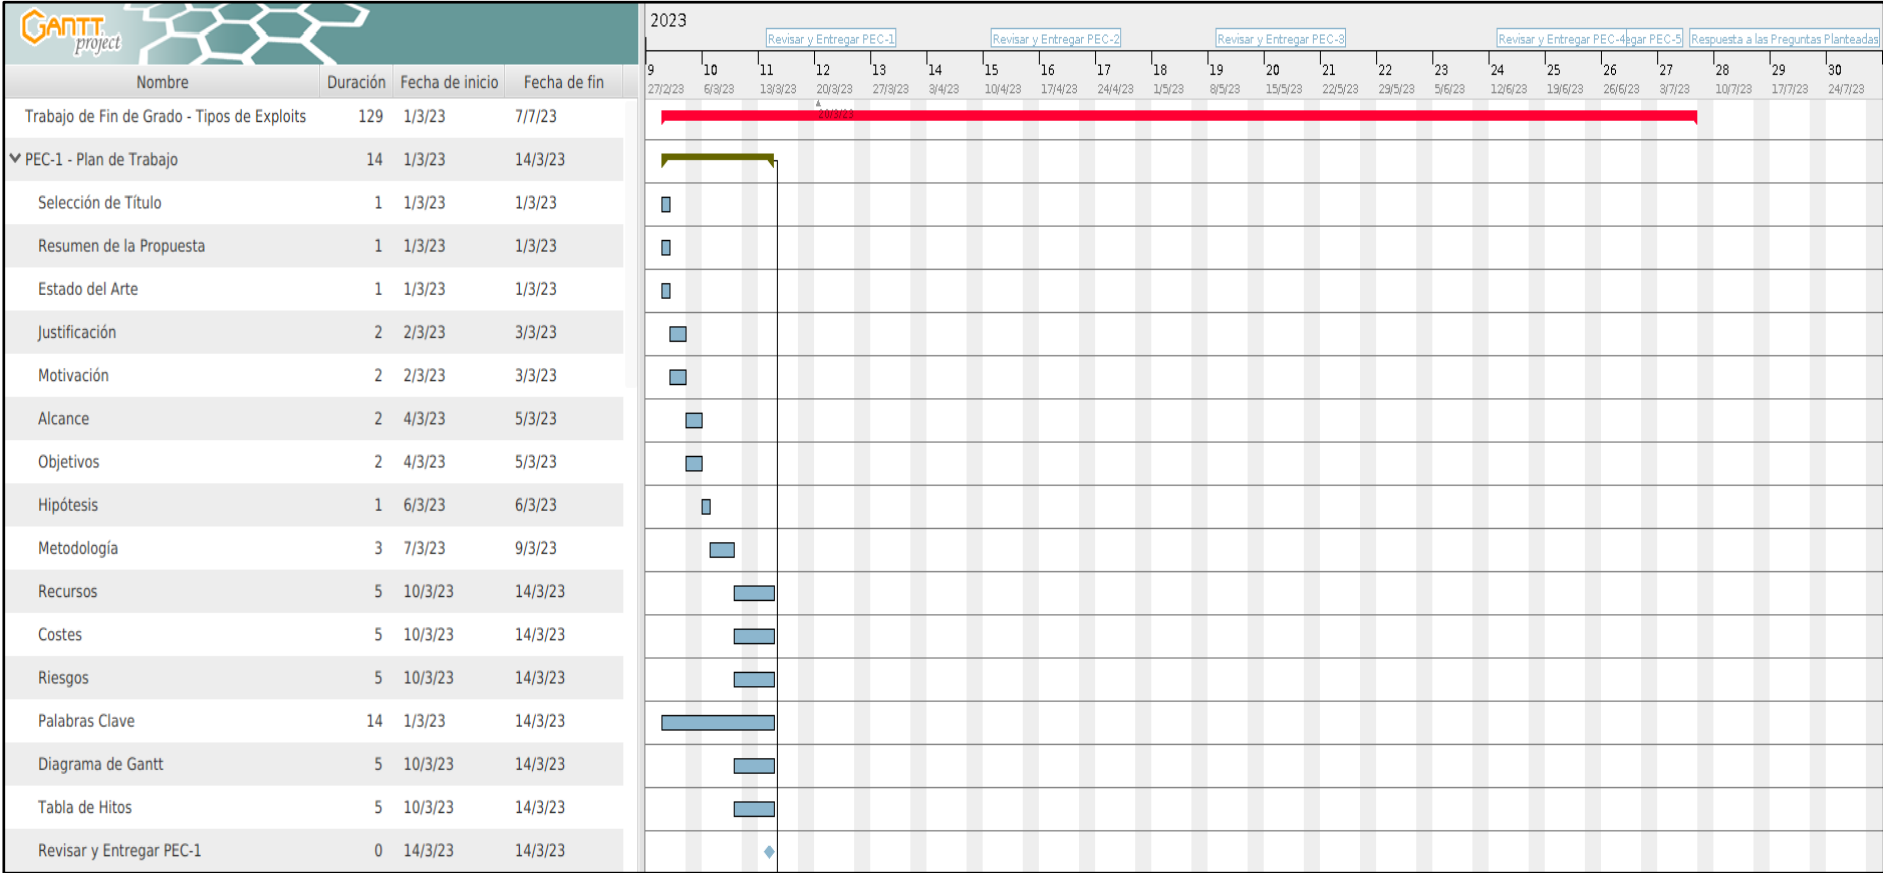 GANTT
project
2023
Revisar y Entregar PEC-1 Revisar y Entregar PEC-2 Revisar y Entregar PEC-3 Revisar y Entregar PEC-4 egar PEC-5 Respuesta a las Preguntas Planteadas
9 10 11 12 13 14 15 16 17 18 19 20 21 22 23 24 25 26 27 28 29 30
27/2/23 6/3/23 13/3/23 20/3/23 27/3/23 3/4/23 10/4/23 17/4/23 24/4/23 1/5/23 8/5/23 15/5/23 22/5/23 29/5/23 5/6/23 12/6/23 19/6/23 26/6/23 3/7/23 10/7/23 17/7/23 24/7/23
20/3/23
Nombre Duración Fecha de inicio Fecha de fin
Trabajo de Fin de Grado - Tipos de Exploits 129 1/3/23 7/7/23
PEC-1 - Plan de Trabajo 14 1/3/23 14/3/23
Selección de Título 1 1/3/23 1/3/23
Resumen de la Propuesta 1 1/3/23 1/3/23
Estado del Arte 1 1/3/23 1/3/23
Justificación 2 2/3/23 3/3/23
Motivación 2 2/3/23 3/3/23
Alcance 2 4/3/23 5/3/23
Objetivos 2 4/3/23 5/3/23
Hipótesis 1 6/3/23 6/3/23
Metodología 3 7/3/23 9/3/23
Recursos 5 10/3/23 14/3/23
Costes 5 10/3/23 14/3/23
Riesgos 5 10/3/23 14/3/23
Palabras Clave 14 1/3/23 14/3/23
Diagrama de Gantt 5 10/3/23 14/3/23
Tabla de Hitos 5 10/3/23 14/3/23
Revisar y Entregar PEC-1 0 14/3/23 14/3/23